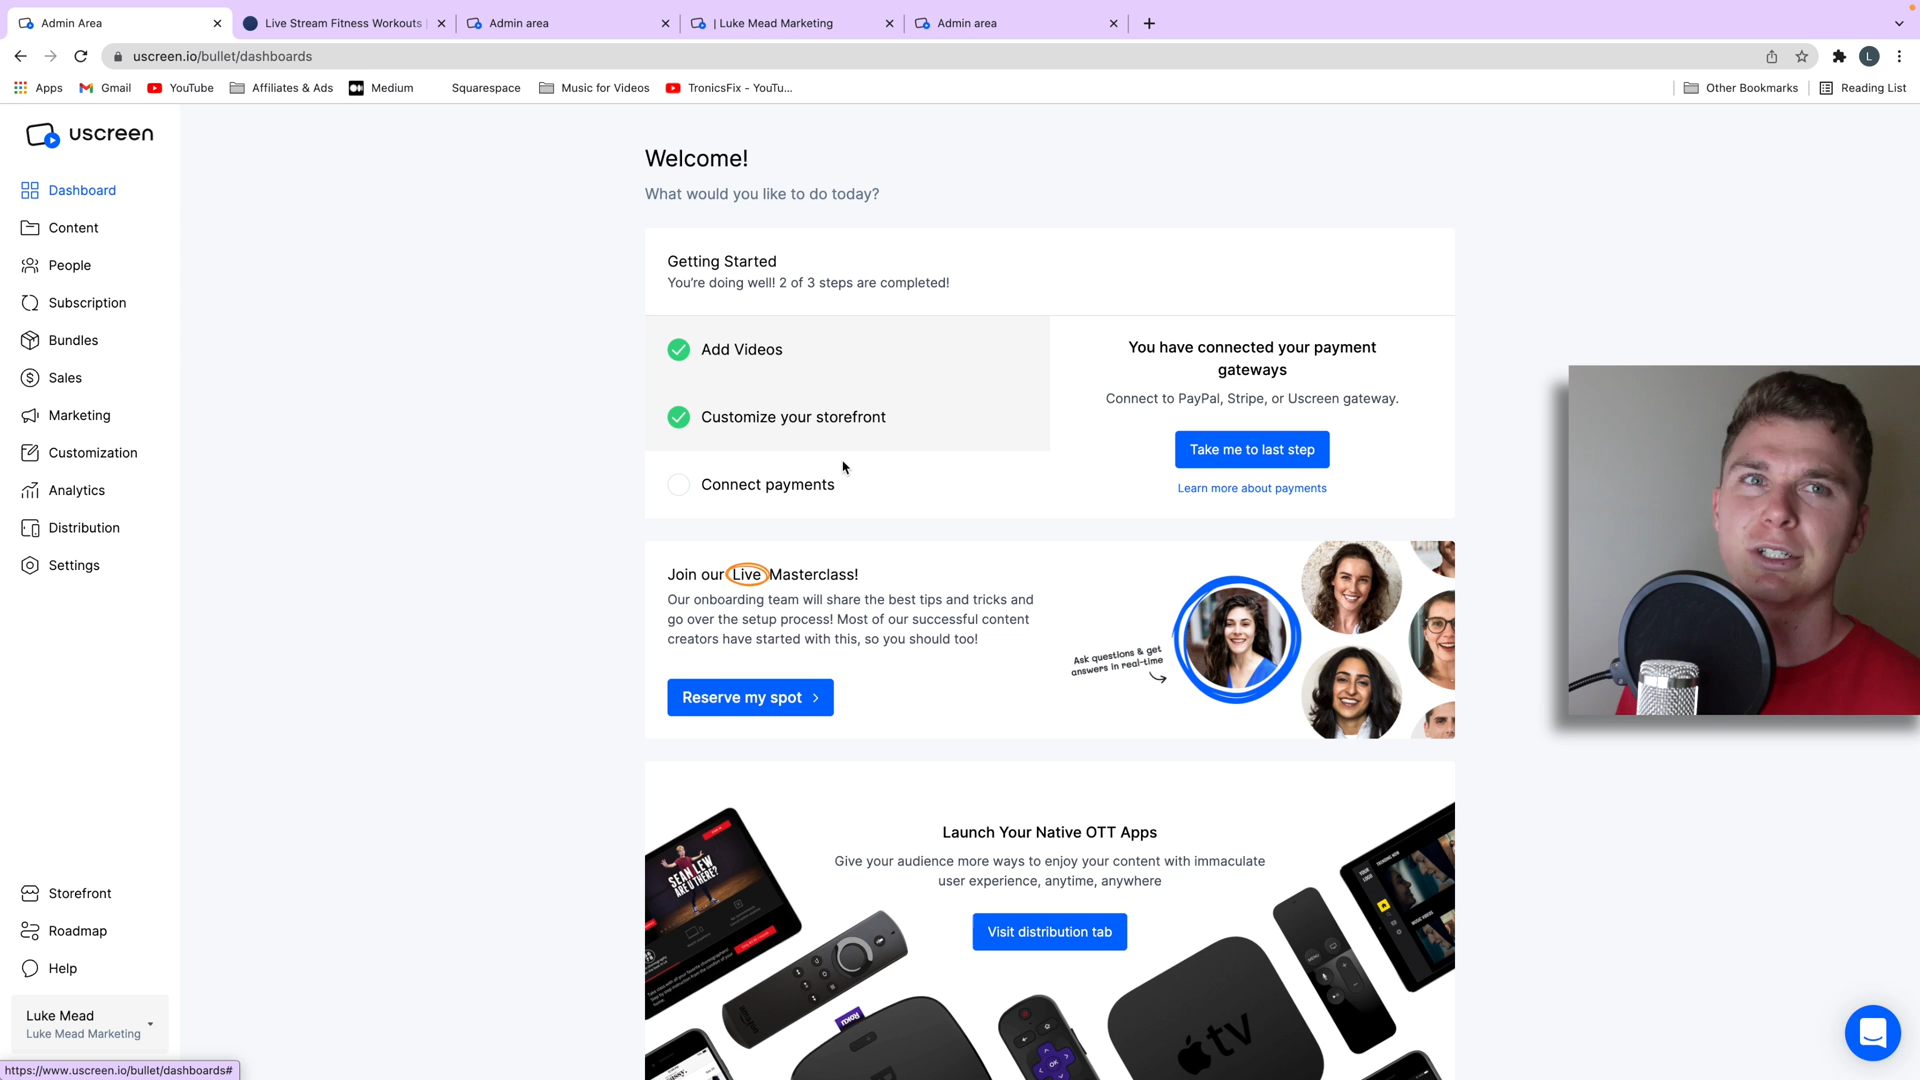 Admin Area
Live Stream Fitness Workouts |
Admin area
| Luke Mead Marketing
Admin area
uscreen.io/bullet/dashboards
L
Apps
Gmail
YouTube
Affiliates & Ads
Medium
Squarespace
Music for Videos
TronicsFix - YouTu...
Other Bookmarks
Reading List
uscreen
Dashboard
Content
People
Subscription
Bundles
Sales
Marketing
Customization
Analytics
Distribution
Settings
Storefront
Roadmap
Help
Luke Mead
Luke Mead Marketing
https://www.uscreen.io/bullet/dashboards#
Welcome!
What would you like to do today?
Getting Started
You're doing well! 2 of 3 steps are completed!
Add Videos
Customize your storefront
Connect payments
You have connected your payment
gateways
Connect to PayPal, Stripe, or Uscreen gateway.
Take me to last step
Learn more about payments
Join our Live Masterclass!
Our onboarding team will share the best tips and tricks and
go over the setup process! Most of our successful content
creators have started with this, so you should too!
Reserve my spot
Ask questions & get
answers in real-time
Launch Your Native OTT Apps
Give your audience more ways to enjoy your content with immaculate
user experience, anytime, anywhere
Visit distribution tab
SEAN LEW
ARE U THERE?
amazon
Roku
OK
MENU
tv